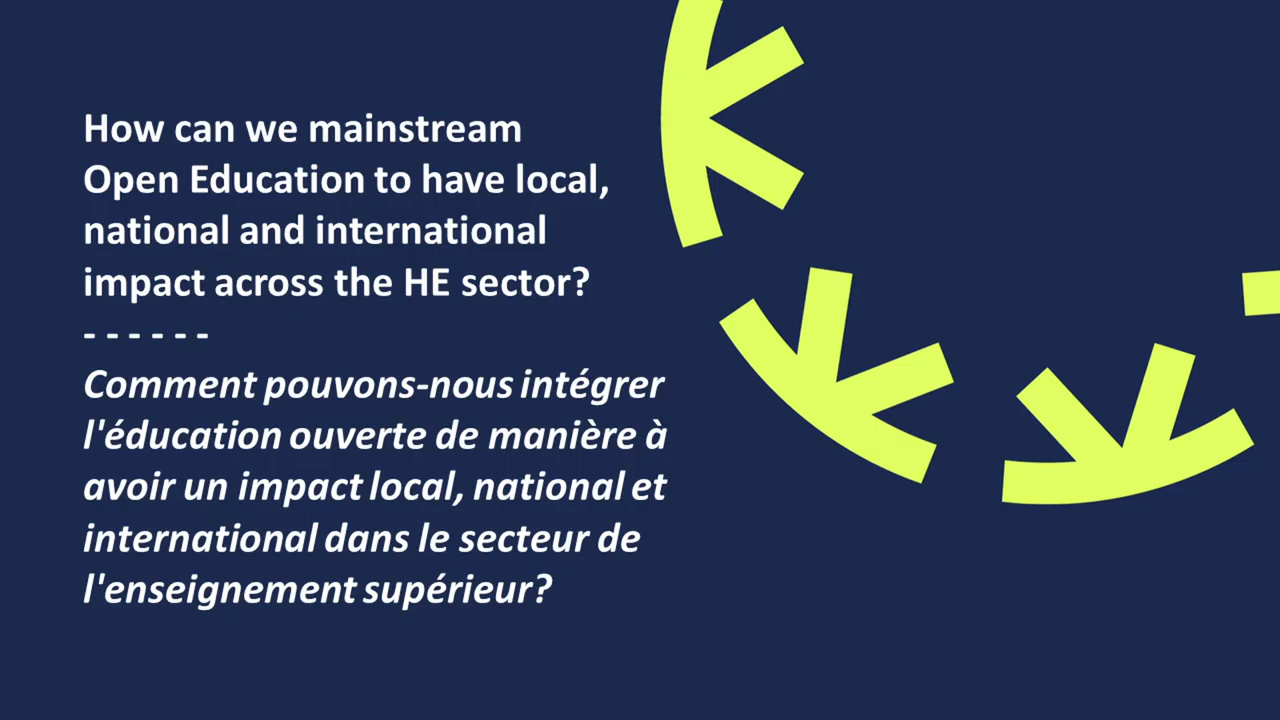 How can we mainstream
Open Education to have local,
national and international
impact across the HE sector?
- - - - - -
Comment pouvons-nous intégrer
l'éducation ouverte de manière à
avoir un impact local, national et
international dans le secteur de
l'enseignement supérieur?